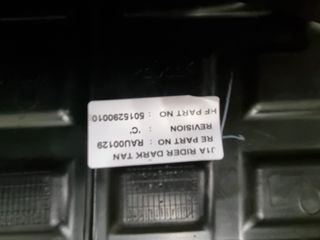 J1A RIDER DARK TAN
RE PART NO : RAU00129
REVISION : 'C'
HF PART NO : 5015290010